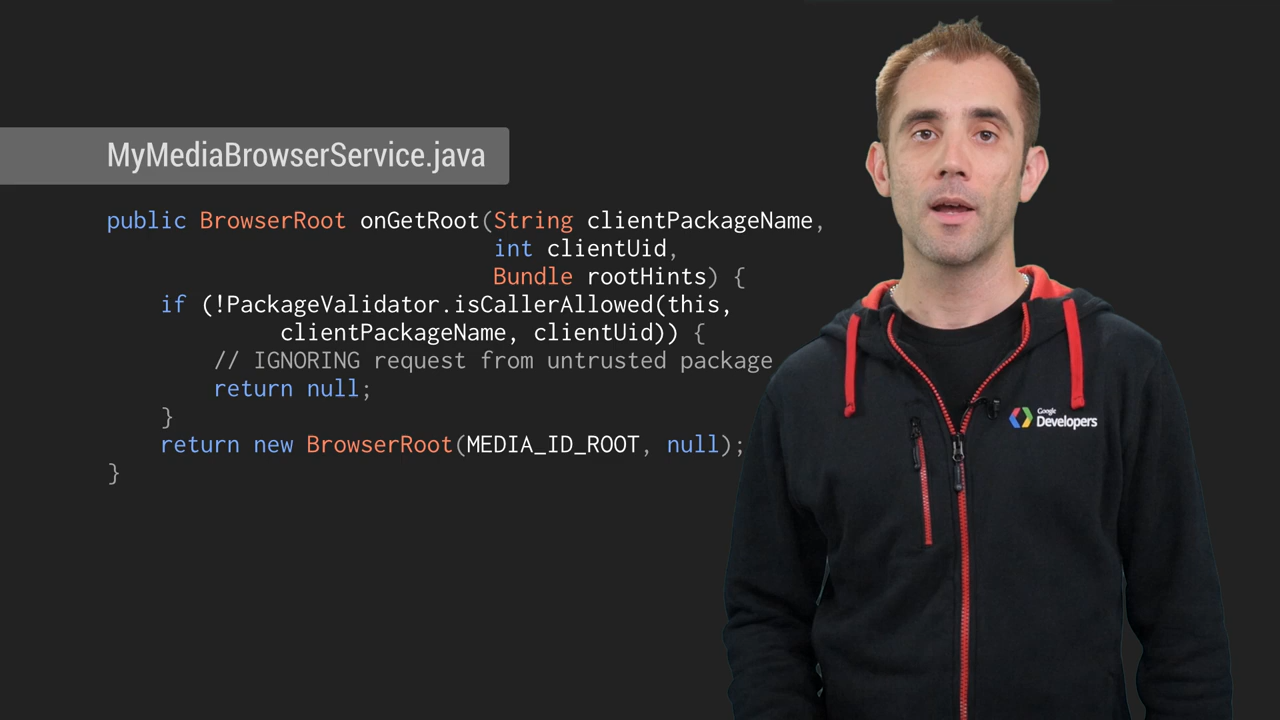 MyMediaBrowserService.java
public BrowserRoot onGetRoot(String clientPackageName,
int clientUid,
Bundle rootHints) {
if (!PackageValidator.isCallerAllowed(this,
clientPackageName, clientUid)) {
// IGNORING request from untrusted package
return null;
}
return new BrowserRoot(MEDIA_ID_ROOT, null);
}
Google
Developers